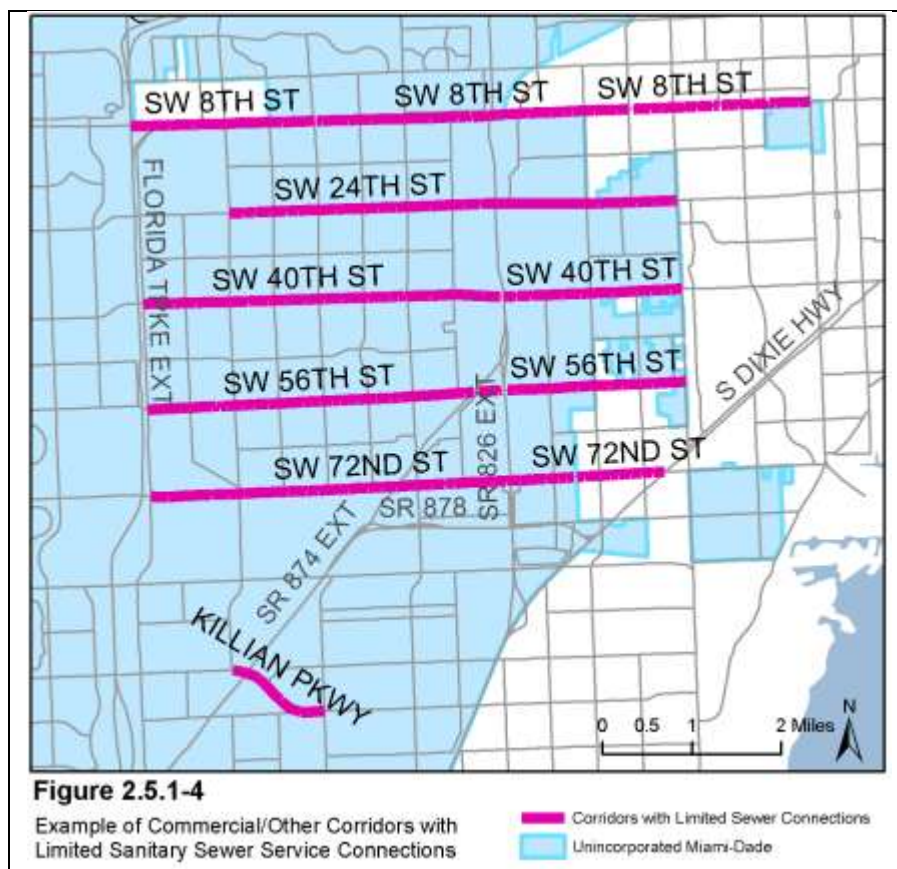 SW 8TH ST
SW 8TH ST
SW 8TH ST
FLORIDA TPKE EXT
SW 24TH ST
SW 40TH ST
SW 40TH ST
S DIXIE HWY
SW 56TH ST
SW 56TH ST
SR 826 EXT
SW 72ND ST
SW 72ND ST
SR 878
SR 874 EXT
KILLIAN PKWY
N
0 0.5 1 2 Miles
Figure 2.5.1-4
Example of Commercial/Other Corridors with
Limited Sanitary Sewer Service Connections
Corridors with Limited Sewer Connections
Unincorporated Miami-Dade